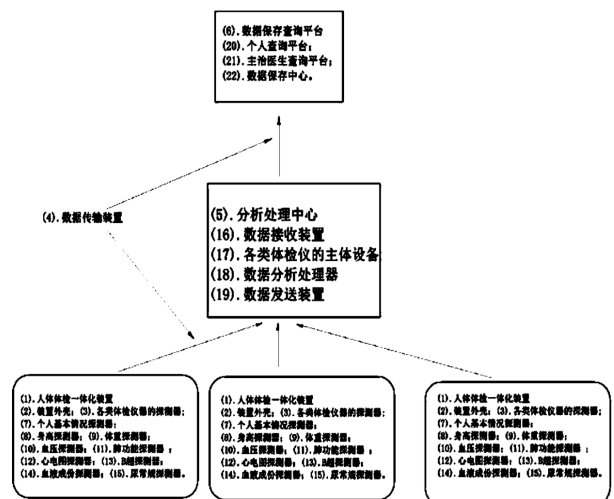 (6). 数据保存查询平台
(20). 个人查询平台;
(21). 主治医生查询平台;
(22). 数据保存中心。
(4). 数据传输装置
(5). 分析处理中心
(16). 数据接收装置
(17). 各类体检仪的主体设备
(18). 数据分析处理器
(19). 数据发送装置
(1). 人体体检一体化装置
(2). 装置外壳; (3). 各类体检仪器的探测器;
(7). 个人基本情况探测器;
(8). 身高探测器; (9). 体重探测器;
(10). 血压探测器; (11). 肺功能探测器;
(12). 心电图探测器; (13). B超探测器;
(14). 血液成份探测器; (15). 尿常规探测器。
(1). 人体体检一体化装置
(2). 装置外壳; (3). 各类体检仪器的探测器;
(7). 个人基本情况探测器;
(8). 身高探测器; (9). 体重探测器;
(10). 血压探测器; (11). 肺功能探测器;
(12). 心电图探测器; (13). B超探测器;
(14). 血液成份探测器; (15). 尿常规探测器。
(1). 人体体检一体化装置
(2). 装置外壳; (3). 各类体检仪器的探测器;
(7). 个人基本情况探测器;
(8). 身高探测器; (9). 体重探测器;
(10). 血压探测器; (11). 肺功能探测器;
(12). 心电图探测器; (13). B超探测器;
(14). 血液成份探测器; (15). 尿常规探测器。